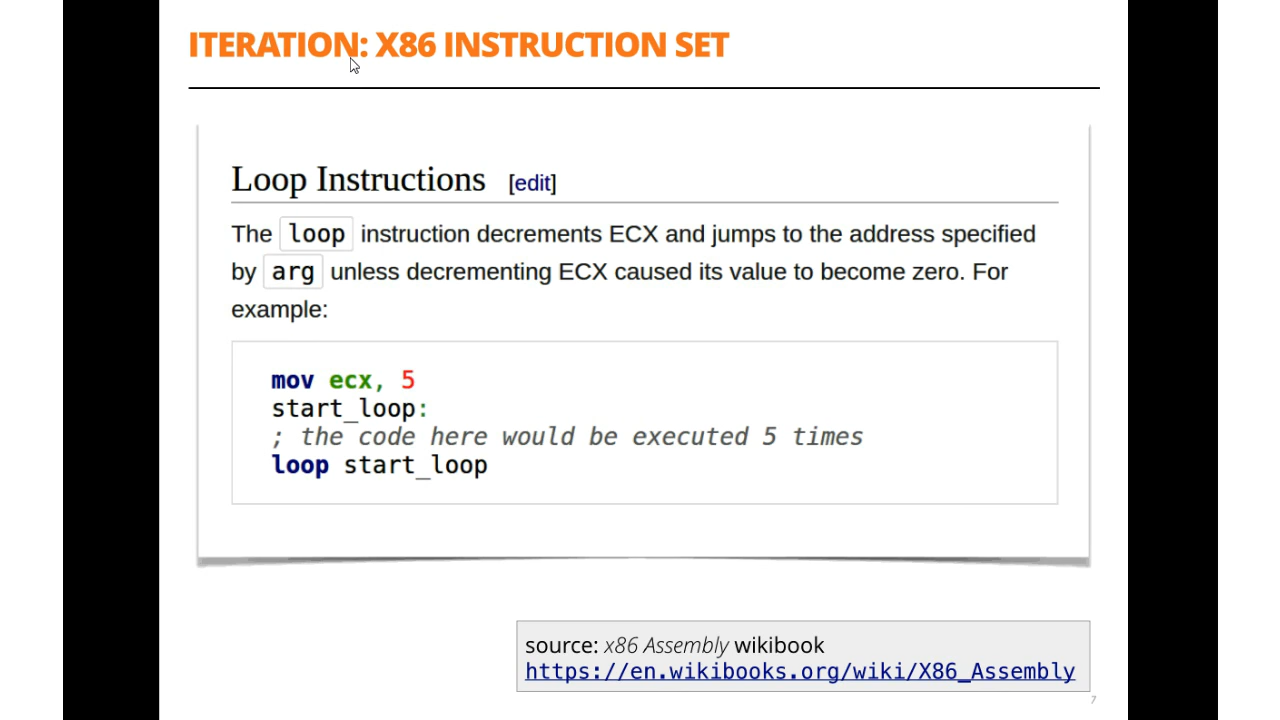 ITERATION: X86 INSTRUCTION SET
Loop Instructions [edit]
The loop instruction decrements ECX and jumps to the address specified
by arg unless decrementing ECX caused its value to become zero. For
example:
mov ecx, 5
start_loop:
; the code here would be executed 5 times
loop start_loop
source: x86 Assembly wikibook
https://en.wikibooks.org/wiki/X86_Assembly
7